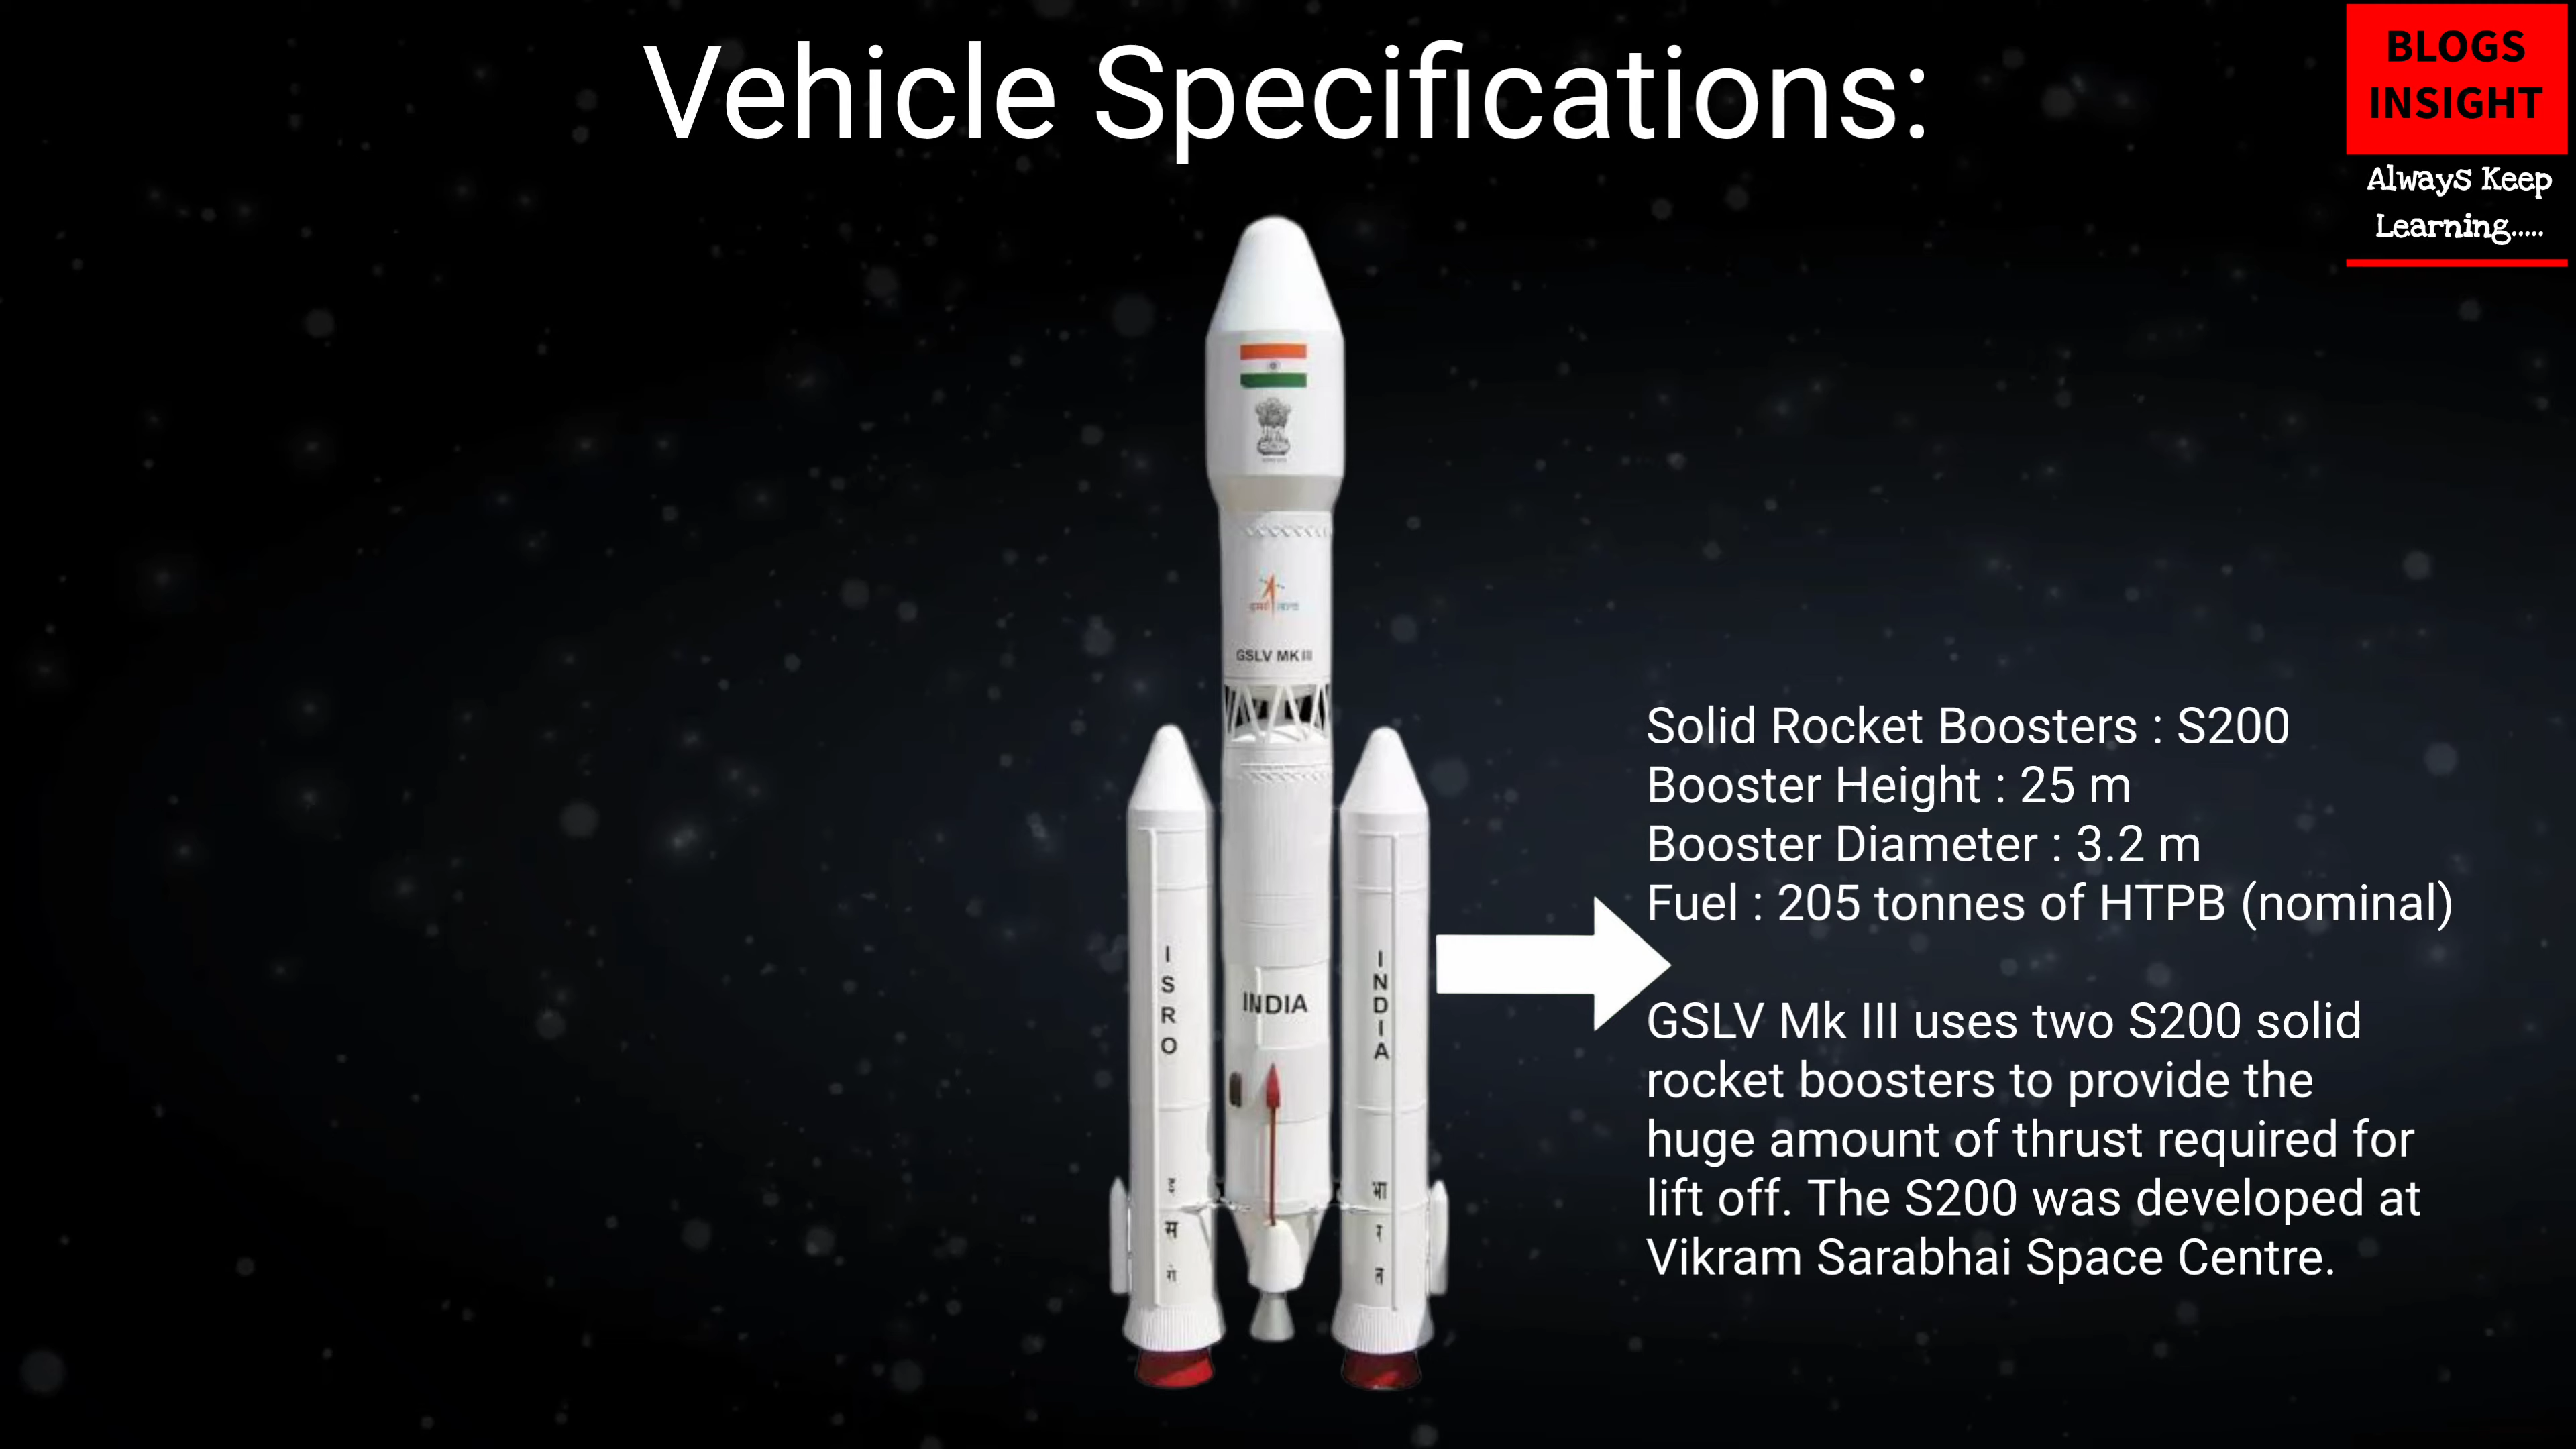 Vehicle Specifications:
BLOGS
INSIGHT
Always Keep
Learning.....
GSLV MK III
Solid Rocket Boosters : S200
Booster Height : 25 m
Booster Diameter : 3.2 m
Fuel : 205 tonnes of HTPB (nominal)
GSLV Mk III uses two S200 solid
rocket boosters to provide the
huge amount of thrust required for
lift off. The S200 was developed at
Vikram Sarabhai Space Centre.
I
S
R
O
INDIA
I
N
D
I
A
स
भा
र
त